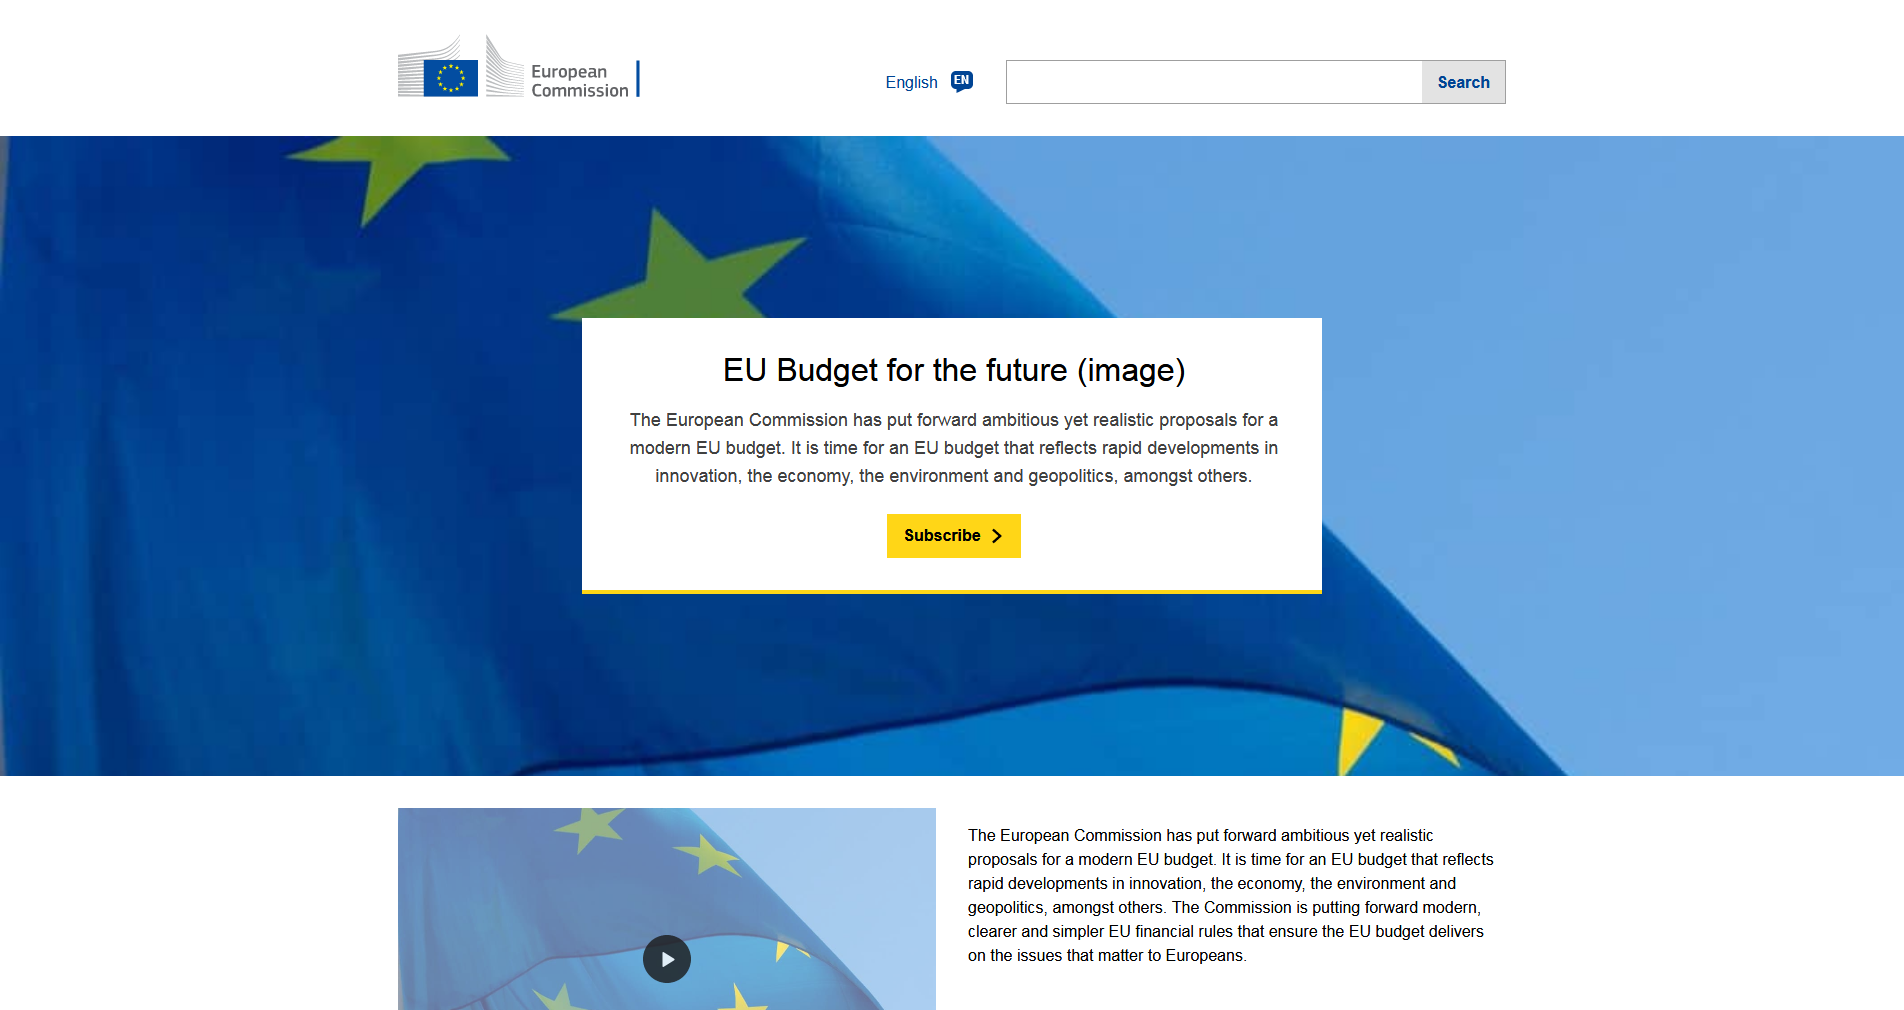 European
Commission
English
EN
Search
EU Budget for the future (image)
The European Commission has put forward ambitious yet realistic proposals for a
modern EU budget. It is time for an EU budget that reflects rapid developments in
innovation, the economy, the environment and geopolitics, amongst others.
Subscribe
The European Commission has put forward ambitious yet realistic
proposals for a modern EU budget. It is time for an EU budget that reflects
rapid developments in innovation, the economy, the environment and
geopolitics, amongst others. The Commission is putting forward modern,
clearer and simpler EU financial rules that ensure the EU budget delivers
on the issues that matter to Europeans.